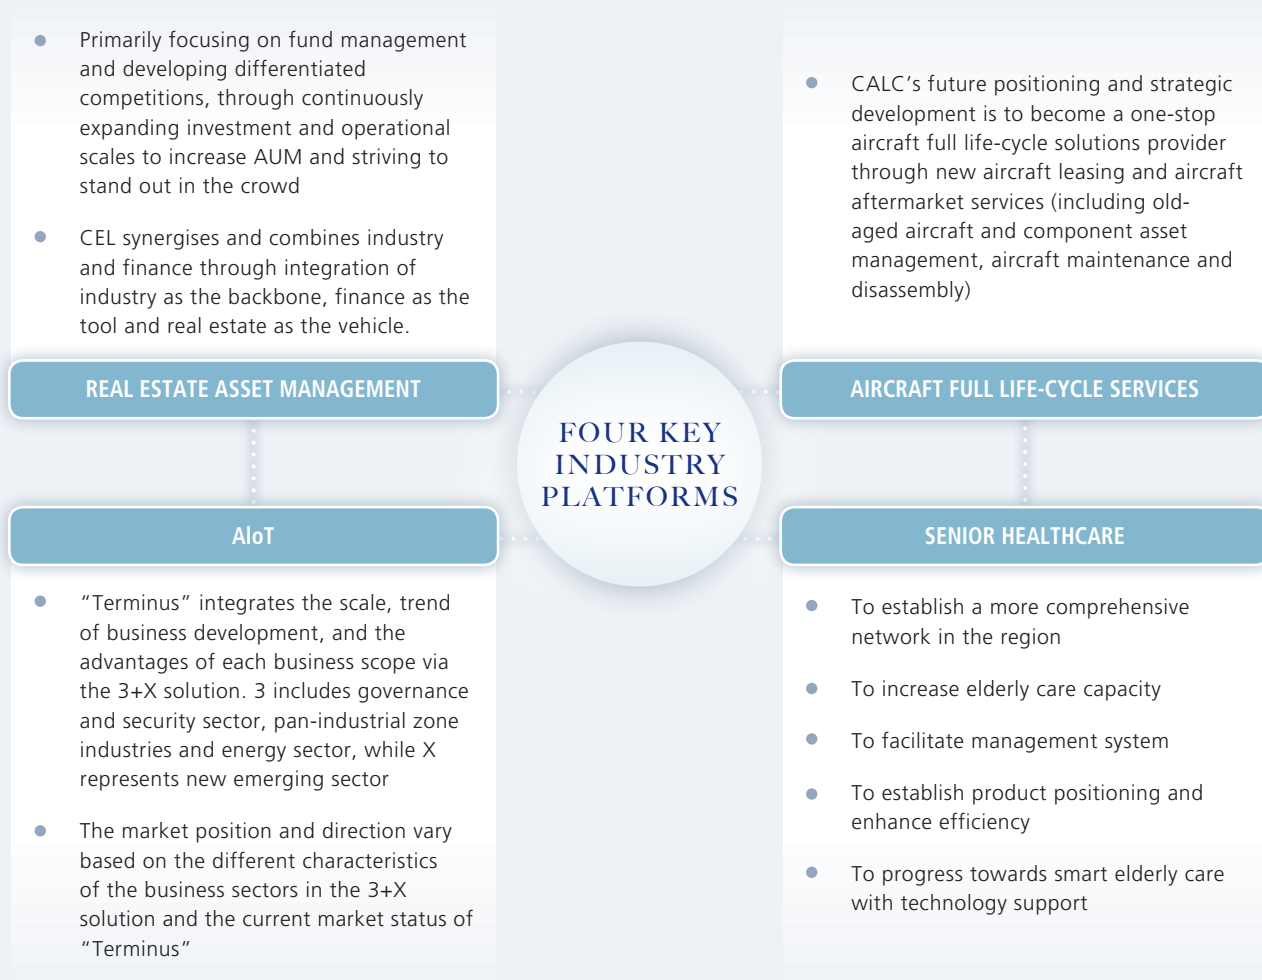 Primarily focusing on fund management
and developing differentiated
competitions, through continuously
expanding investment and operational
scales to increase AUM and striving to
stand out in the crowd
CEL synergises and combines industry
and finance through integration of
industry as the backbone, finance as the
tool and real estate as the vehicle.
REAL ESTATE ASSET MANAGEMENT
CALC’s future positioning and strategic
development is to become a one-stop
aircraft full life-cycle solutions provider
through new aircraft leasing and aircraft
aftermarket services (including old-
aged aircraft and component asset
management, aircraft maintenance and
disassembly)
AIRCRAFT FULL LIFE-CYCLE SERVICES
FOUR KEY
INDUSTRY
PLATFORMS
AloT
“Terminus” integrates the scale, trend
of business development, and the
advantages of each business scope via
the 3+X solution. 3 includes governance
and security sector, pan-industrial zone
industries and energy sector, while X
represents new emerging sector
The market position and direction vary
based on the different characteristics
of the business sectors in the 3+X
solution and the current market status of
“Terminus”
SENIOR HEALTHCARE
To establish a more comprehensive
network in the region
To increase elderly care capacity
To facilitate management system
To establish product positioning and
enhance efficiency
To progress towards smart elderly care
with technology support